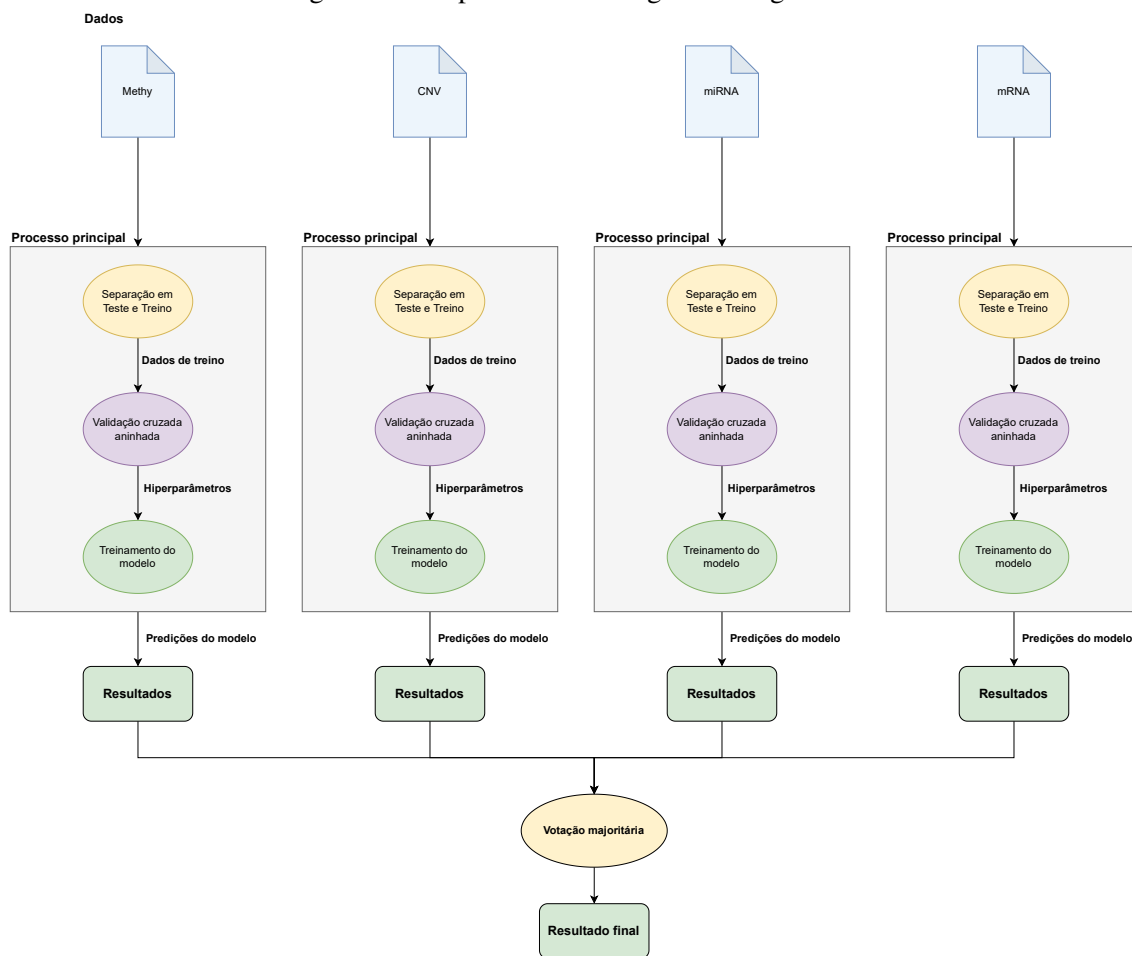 Dados
Methy
CNV
miRNA
mRNA
Processo principal
Processo principal
Processo principal
Processo principal
Separação em
Teste e Treino
Separação em
Teste e Treino
Separação em
Teste e Treino
Separação em
Teste e Treino
Dados de treino
Dados de treino
Dados de treino
Dados de treino
Validação cruzada
aninhada
Validação cruzada
aninhada
Validação cruzada
aninhada
Validação cruzada
aninhada
Hiperparâmetros
Hiperparâmetros
Hiperparâmetros
Hiperparâmetros
Treinamento do
modelo
Treinamento do
modelo
Treinamento do
modelo
Treinamento do
modelo
Predições do modelo
Predições do modelo
Predições do modelo
Predições do modelo
Resultados
Resultados
Resultados
Resultados
Votação majoritária
Resultado final